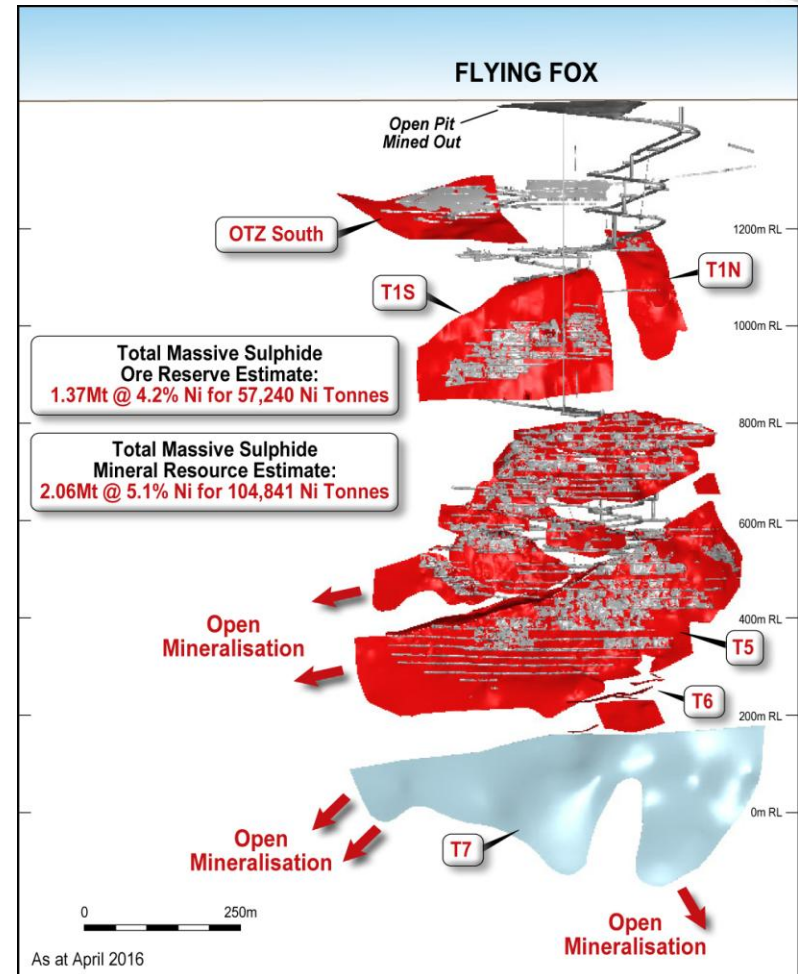 FLYING FOX
Open Pit
Mined Out
OTZ South
1200m RL
T1N
T1S
1000m RL
Total Massive Sulphide
Ore Reserve Estimate:
1.37Mt @ 4.2% Ni for 57,240 Ni Tonnes
800m RL
Total Massive Sulphide
Mineral Resource Estimate:
2.06Mt @ 5.1% Ni for 104,841 Ni Tonnes
600m RL
Open
Mineralisation
400m RL
T5
T6
200m RL
0m RL
Open
Mineralisation
T7
0
250m
Open
Mineralisation
As at April 2016